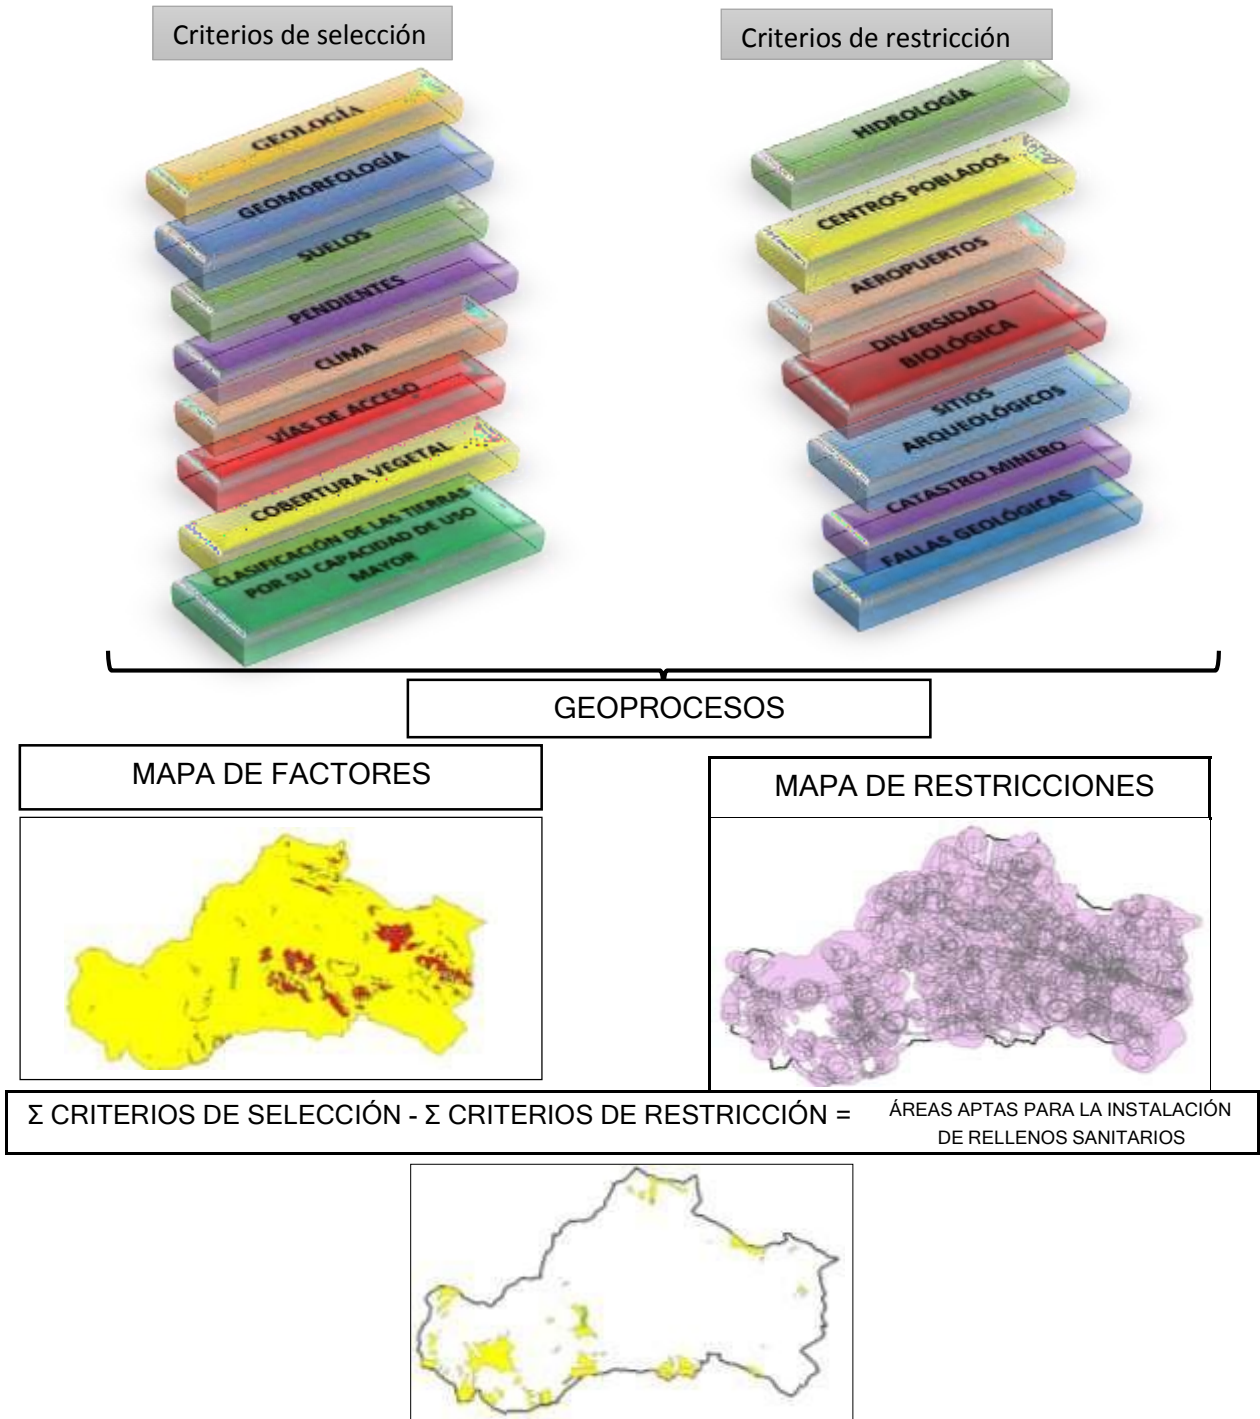 Criterios de selección
Criterios de restricción
GEOLOGÍA
GEOMORFOLOGÍA
SUELOS
PENDIENTES
CLIMA
VÍAS DE ACCESO
COBERTURA VEGETAL
CLASIFICACIÓN DE LAS TIERRAS
POR SU CAPACIDAD DE USO
MAYOR
HIDROLOGÍA
CENTROS POBLADOS
AEROPUERTOS
DIVERSIDAD
BIOLÓGICA
SITIOS
ARQUEOLÓGICOS
CATASTRO MINERO
FALLAS GEOLÓGICAS
GEOPROCESOS
MAPA DE FACTORES
MAPA DE RESTRICCIONES
Σ CRITERIOS DE SELECCIÓN - Σ CRITERIOS DE RESTRICCIÓN =
ÁREAS APTAS PARA LA INSTALACIÓN
DE RELLENOS SANITARIOS